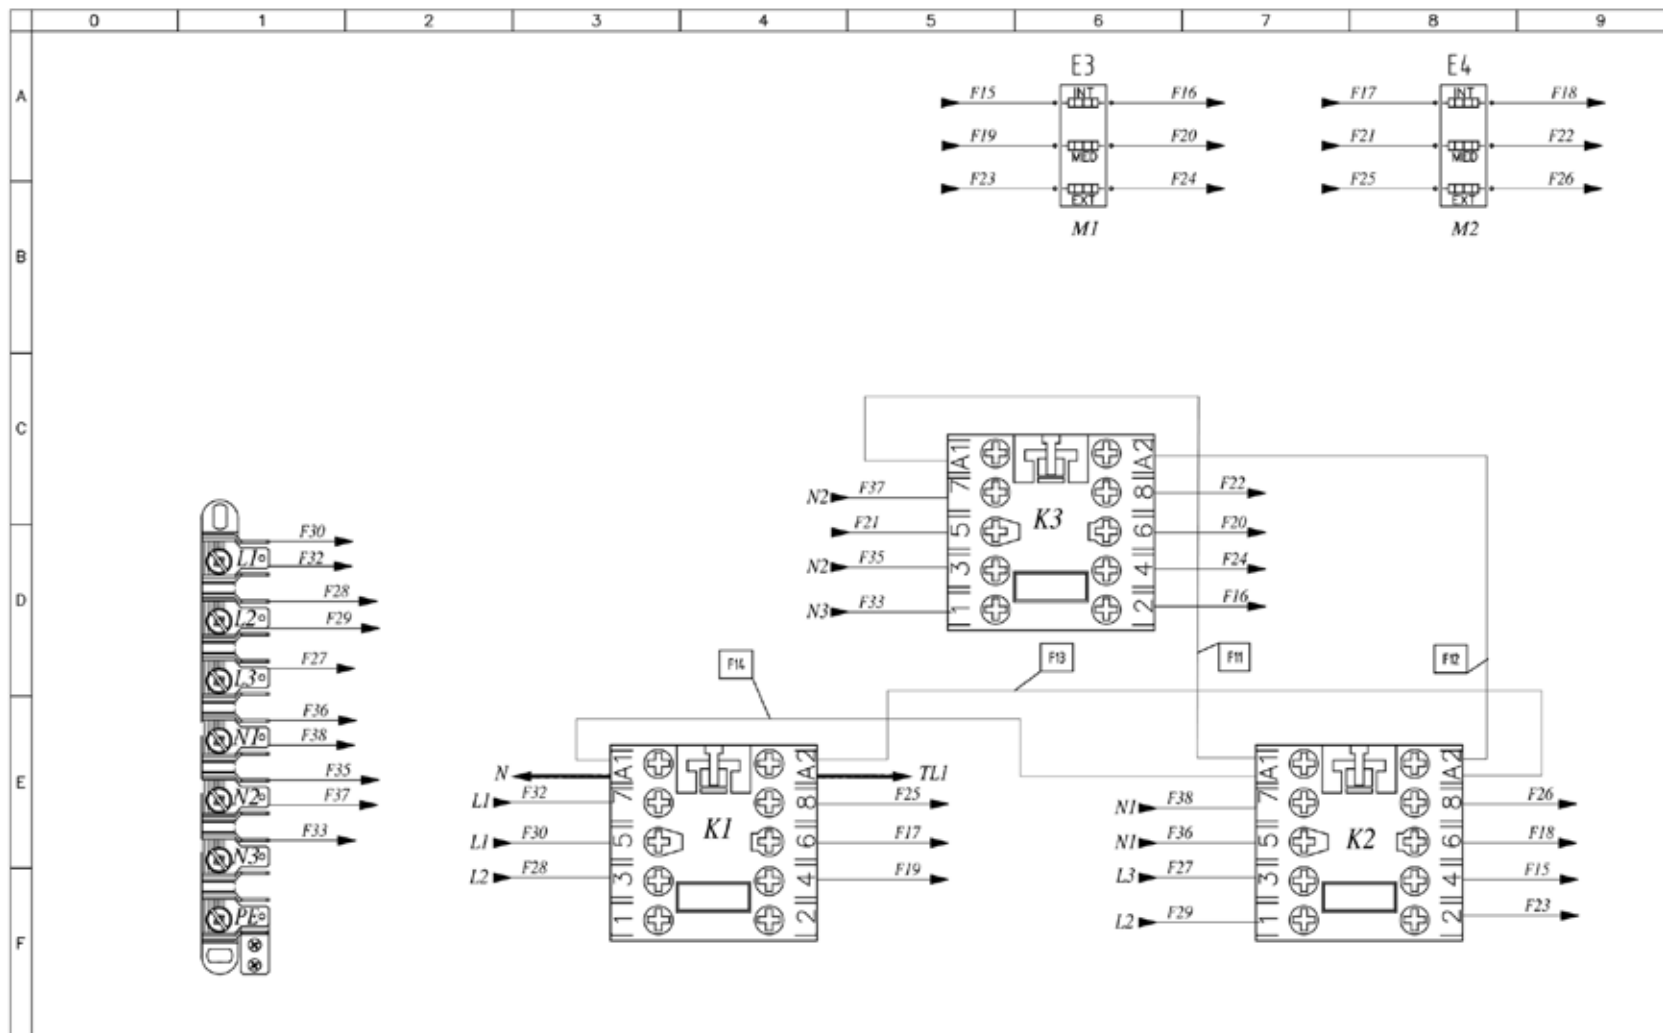 0 1 2 3 4 5 6 7 8 9
A
E3 E4
F15 INT F16 F17 INT F18
F19 MED F20 F21 MED F22
F23 EXT F24 F25 EXT F26
M1 M2
B
C
A1 A2
N2 F37 7 8 F22
F21 5 K3 6 F20
N2 F35 3 4 F24
N3 F33 1 2 F16
D
F30
L1 F32
F28
L2 F29
F27
L3
F36
N1 F38
F35
N2 F37
F33
N3
PE
F14 F13 F11 F12
E
N A1 A2 TL1
L1 F32 7 8 F25
L1 F30 5 K1 6 F17
L2 F28 3 4 F19
1 2
A1 A2
N1 F38 7 8 F26
N1 F36 5 K2 6 F18
L3 F27 3 4 F15
L2 F29 1 2 F23
F